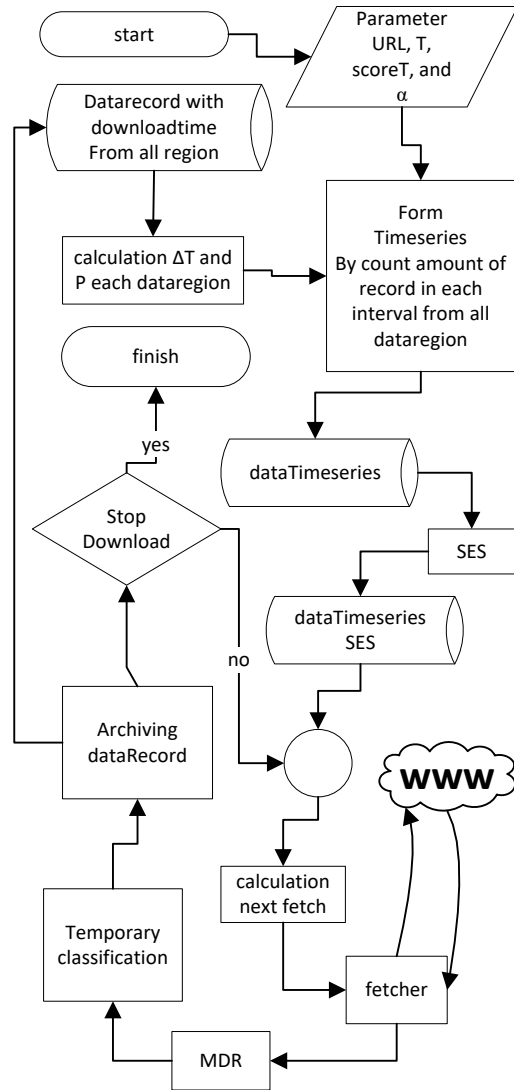 start
Parameter
URL, T,
scoreT, and
α
Datarecord with
downloadtime
From all region
calculation ΔT and
P each dataregion
Form
Timeseries
By count amount of
record in each
interval from all
dataregion
finish
yes
dataTimeseries
Stop
Download
SES
dataTimeseries
SES
no
Archiving
dataRecord
WWW
calculation
next fetch
Temporary
classification
fetcher
MDR